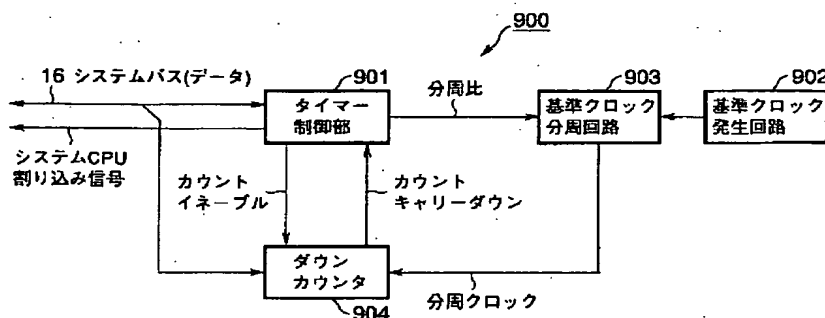 900
16 システムバス(データ)
901
分周比
903
902
タイマー
制御部
基準クロック
分周回路
基準クロック
発生回路
システムCPU
割り込み信号
カウント
イネーブル
カウント
キャリーダウン
ダウン
カウンタ
分周クロック
904